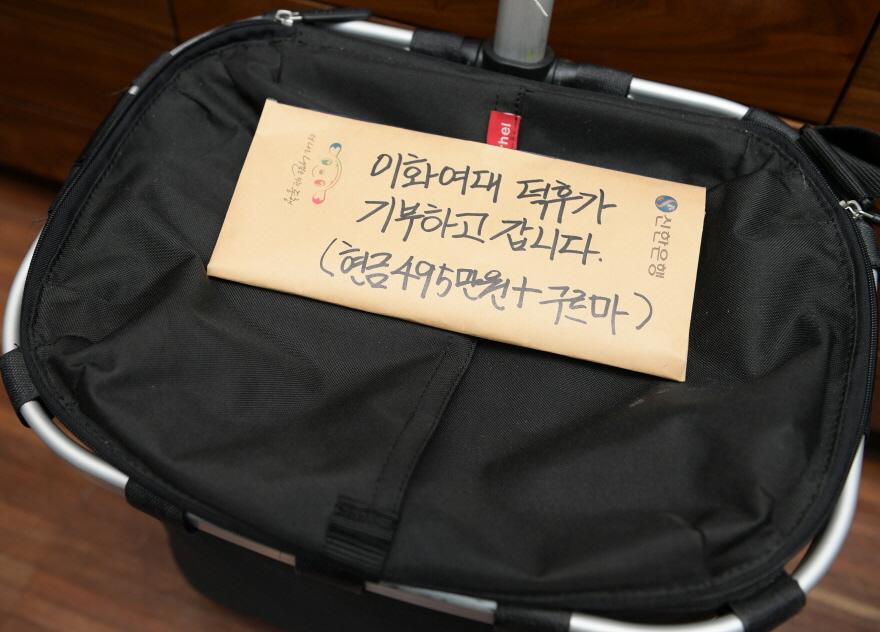 이화여대 덕후가
기부하고 갑니다.
(현금495만원+구르마)
신한은행
hel